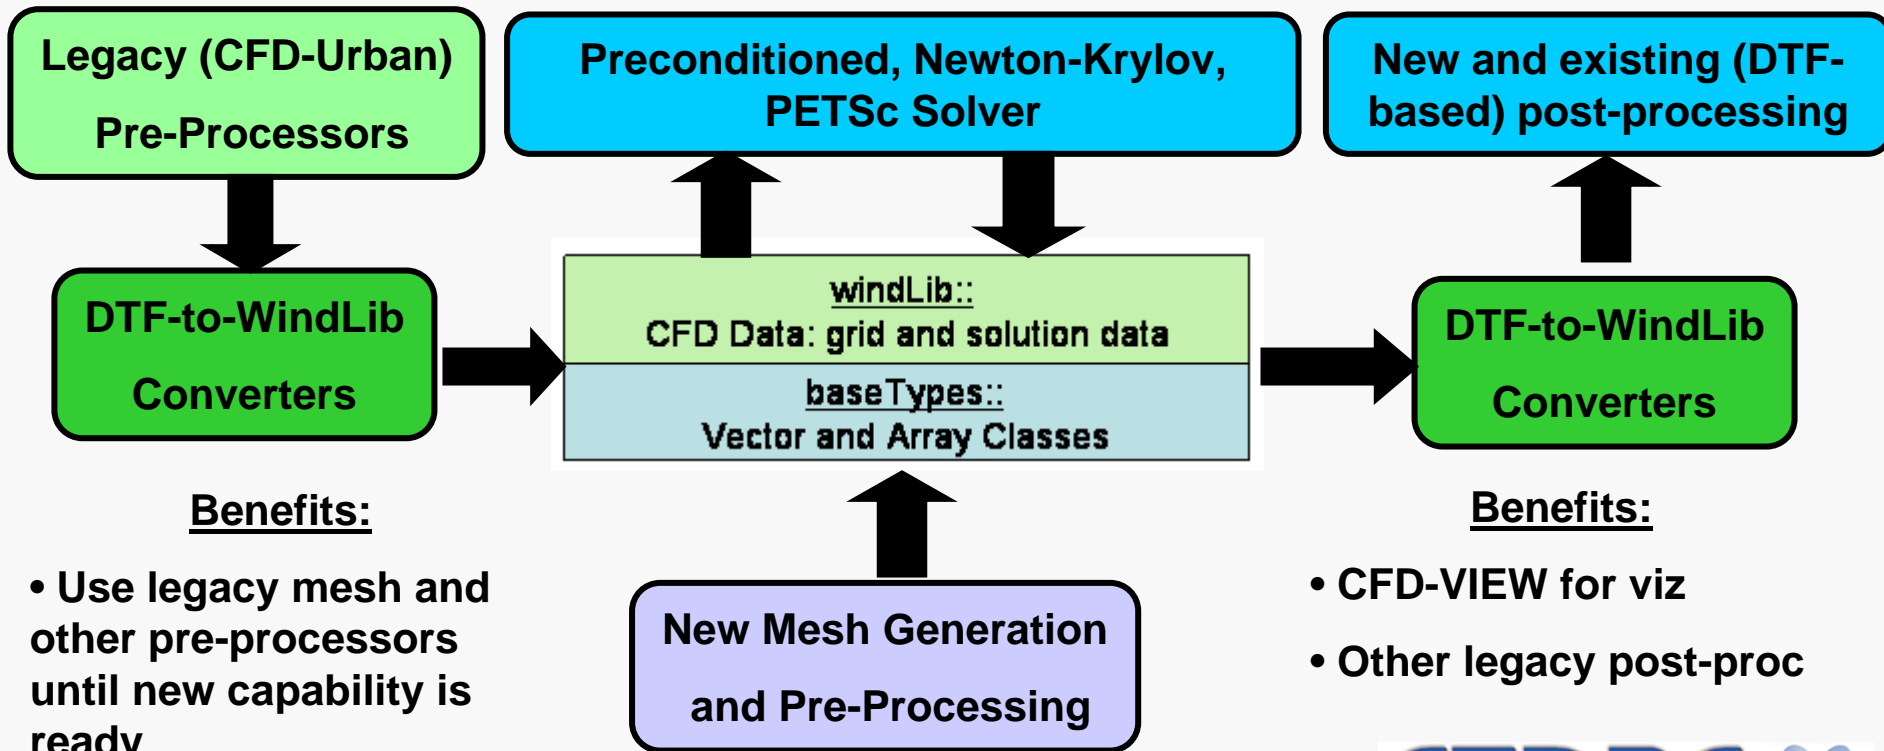 Legacy (CFD-Urban)
Pre-Processors
Preconditioned, Newton-Krylov,
PETSc Solver
New and existing (DTF-
based) post-processing
DTF-to-WindLib
Converters
windLib::
CFD Data: grid and solution data
baseTypes::
Vector and Array Classes
DTF-to-WindLib
Converters
Benefits:
• Use legacy mesh and
other pre-processors
until new capability is
ready
New Mesh Generation
and Pre-Processing
Benefits:
• CFD-VIEW for viz
• Other legacy post-proc